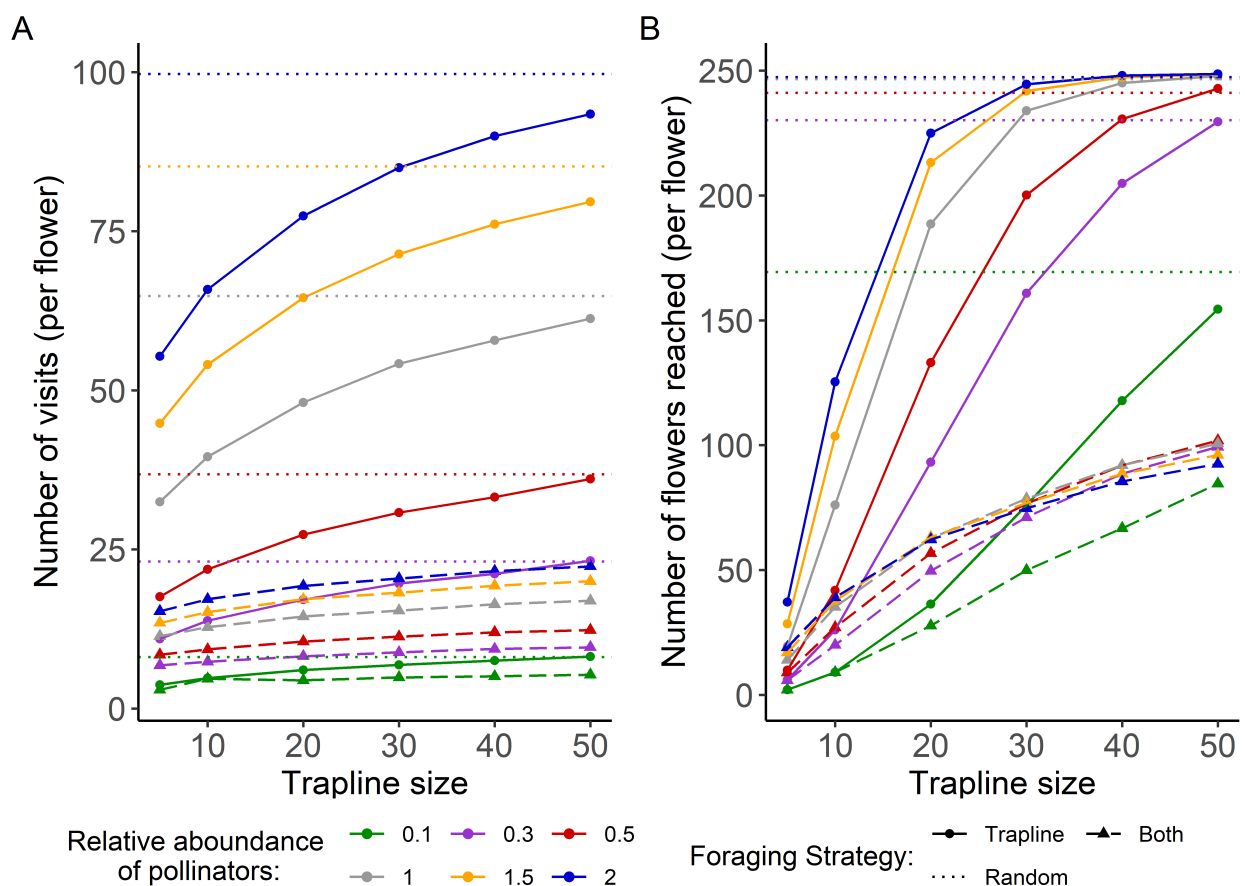 A
B
Number of visits (per flower)
100
75
50
25
0
10 20 30 40 50
Trapline size
Number of flowers reached (per flower)
250
200
150
100
50
0
10 20 30 40 50
Trapline size
Relative aboundance
of pollinators:
0.1 0.3 0.5
1 1.5 2
Foraging Strategy:
Trapline Both
Random